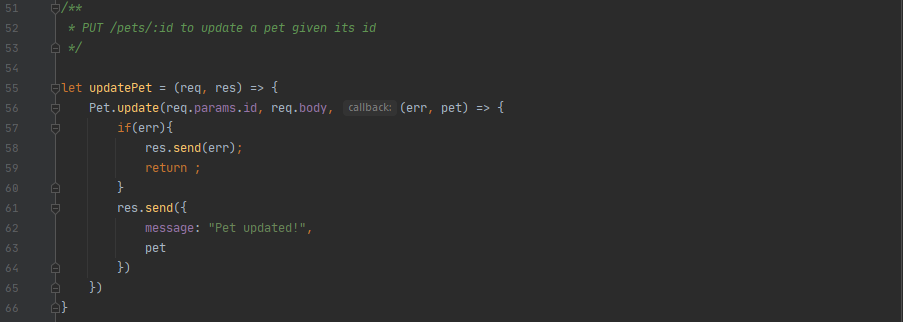 51 /**
52  * PUT /pets/:id to update a pet given its id
53  */
54
55 let updatePet = (req, res) => {
56     Pet.update(req.params.id, req.body, callback: (err, pet) => {
57         if(err){
58             res.send(err);
59             return ;
60         }
61         res.send({
62             message: "Pet updated!",
63             pet
64         })
65     })
66 }